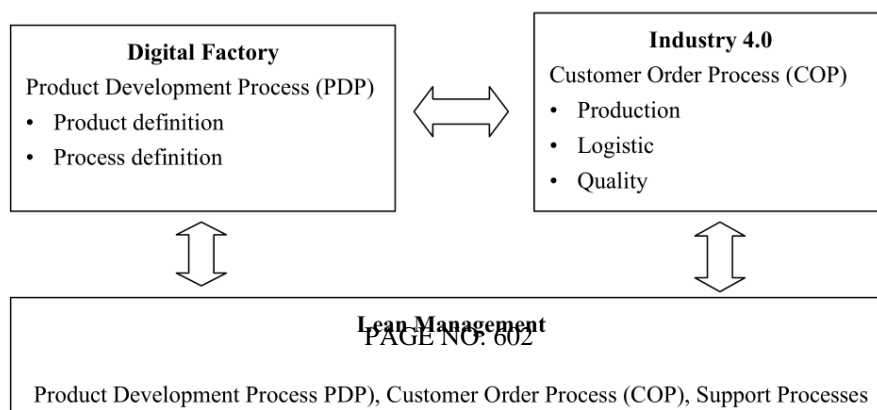 Digital Factory
Product Development Process (PDP)
• Product definition
• Process definition
Industry 4.0
Customer Order Process (COP)
• Production
• Logistic
• Quality
Lean Management
PAGE NO: 602
Product Development Process PDP), Customer Order Process (COP), Support Processes